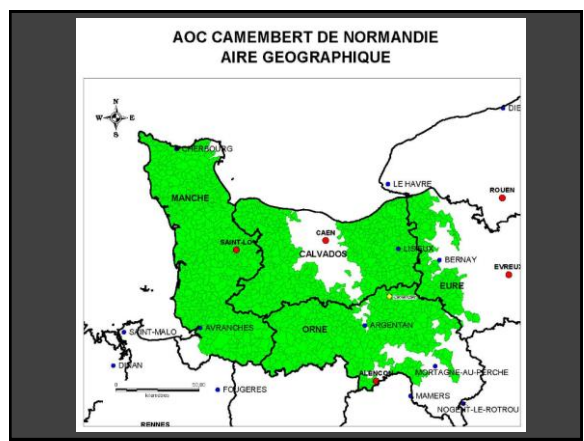 AOC CAMEMBERT DE NORMANDIE
AIRE GEOGRAPHIQUE
N
W
E
S
DIE
CHERBOURG
LE HAVRE
MANCHE
ROUEN
CAEN
SAINT-LO
LISIEUX
CALVADOS
BERNAY
EVREUX
EURE
ORNE
ARGENTAN
SAINT-MALO
AVRANCHES
DINAN
ALENCON
MORTAGNE-AU-PERCHE
FOUGERES
MAMERS
NOGENT-LE-ROTROU
RENNES